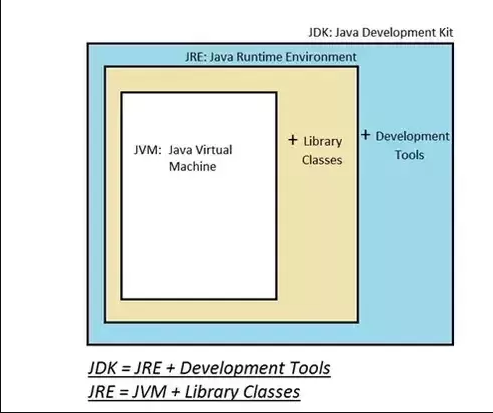 JDK: Java Development Kit
JRE: Java Runtime Environment
JVM: Java Virtual
Machine
+ Library
Classes
+ Development
Tools
JDK = JRE + Development Tools
JRE = JVM + Library Classes